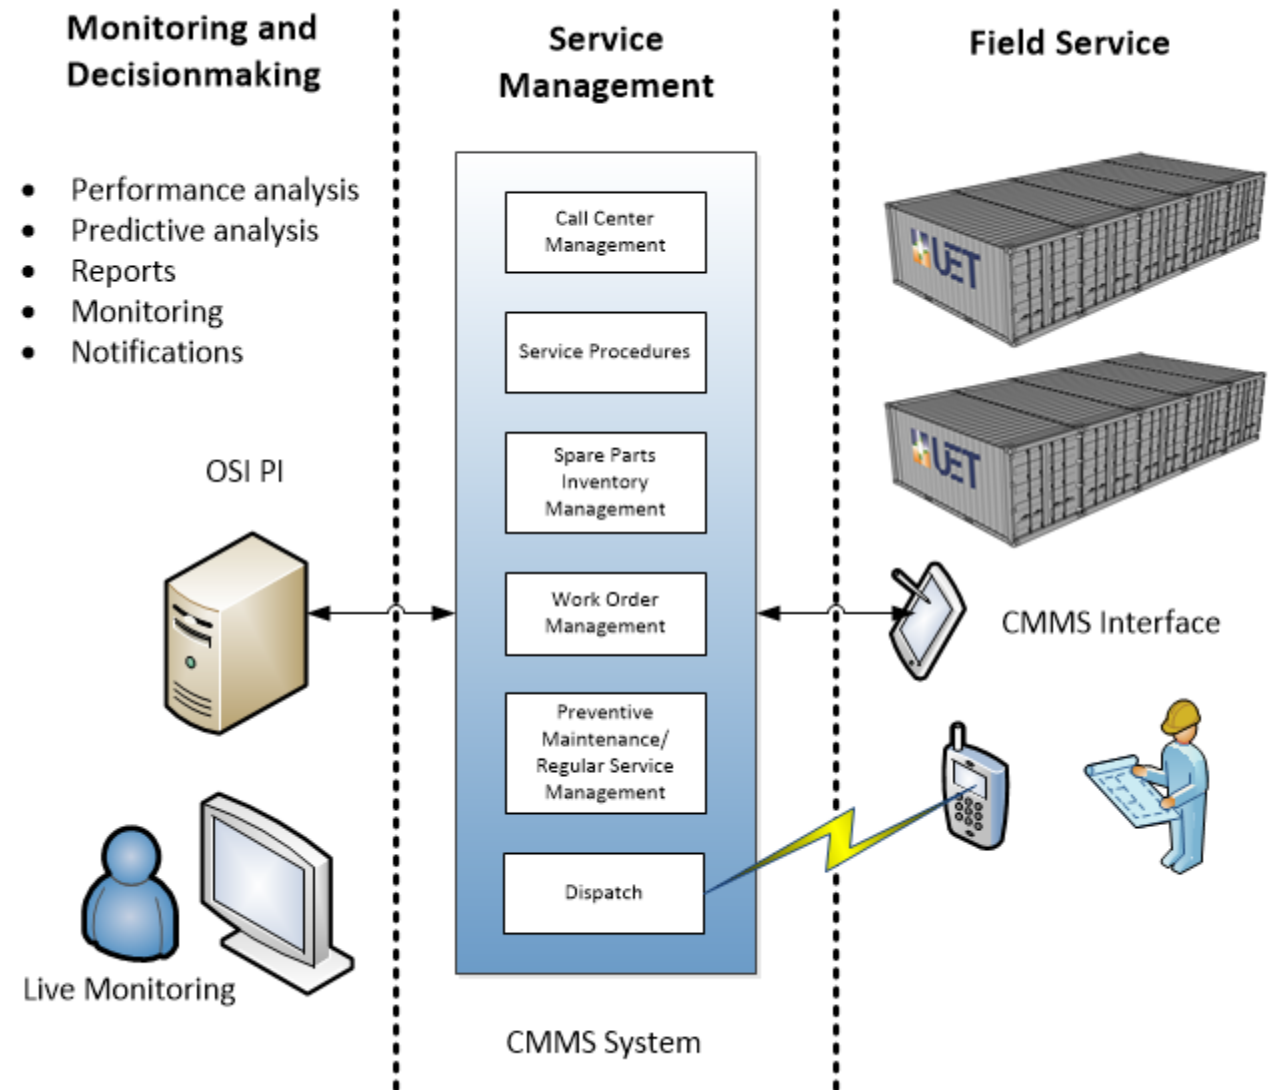 Monitoring and
Decisionmaking
• Performance analysis
• Predictive analysis
• Reports
• Monitoring
• Notifications
OSI PI
Live Monitoring
Service
Management
Call Center
Management
Service Procedures
Spare Parts
Inventory
Management
Work Order
Management
Preventive
Maintenance/
Regular Service
Management
Dispatch
CMMS System
Field Service
UET
UET
CMMS Interface